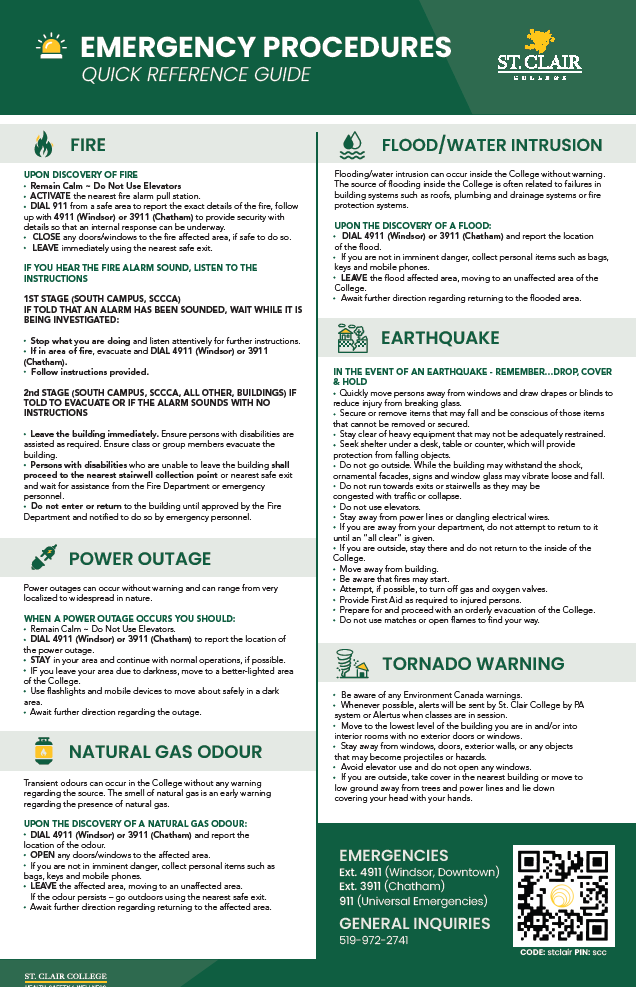 EMERGENCY PROCEDURES
QUICK REFERENCE GUIDE
ST. CLAIR
COLLEGE
FIRE
UPON DISCOVERY OF FIRE
• Remain Calm ~ Do Not Use Elevators
• ACTIVATE the nearest fire alarm pull station.
• DIAL 911 from a safe area to report the exact details of the fire, follow
up with 4911 (Windsor) or 3911 (Chatham) to provide security with
details so that an internal response can be underway.
• CLOSE any doors/windows to the fire affected area, if safe to do so.
• LEAVE immediately using the nearest safe exit.
IF YOU HEAR THE FIRE ALARM SOUND, LISTEN TO THE
INSTRUCTIONS
1ST STAGE (SOUTH CAMPUS, SCCCA)
IF TOLD THAT AN ALARM HAS BEEN SOUNDED, WAIT WHILE IT IS
BEING INVESTIGATED:
• Stop what you are doing and listen attentively for further instructions.
• If in area of fire, evacuate and DIAL 4911 (Windsor) or 3911
(Chatham).
• Follow instructions provided.
2nd STAGE (SOUTH CAMPUS, SCCCA, ALL OTHER, BUILDINGS) IF
TOLD TO EVACUATE OR IF THE ALARM SOUNDS WITH NO
INSTRUCTIONS
• Leave the building immediately. Ensure persons with disabilities are
assisted as required. Ensure class or group members evacuate the
building.
• Persons with disabilities who are unable to leave the building shall
proceed to the nearest stairwell collection point or nearest safe exit
and wait for assistance from the Fire Department or emergency
personnel.
• Do not enter or return to the building until approved by the Fire
Department and notified to do so by emergency personnel.
POWER OUTAGE
Power outages can occur without warning and can range from very
localized to widespread in nature.
WHEN A POWER OUTAGE OCCURS YOU SHOULD:
• Remain Calm ~ Do Not Use Elevators.
• DIAL 4911 (Windsor) or 3911 (Chatham) to report the location of
the power outage.
• STAY in your area and continue with normal operations, if possible.
• IF you leave your area due to darkness, move to a better-lighted area
of the College.
• Use flashlights and mobile devices to move about safely in a dark
area.
• Await further direction regarding the outage.
NATURAL GAS ODOUR
Transient odours can occur in the College without any warning
regarding the source. The smell of natural gas is an early warning
regarding the presence of natural gas.
UPON THE DISCOVERY OF A NATURAL GAS ODOUR:
• DIAL 4911 (Windsor) or 3911 (Chatham) and report the
location of the odour.
• OPEN any doors/windows to the affected area.
• If you are not in imminent danger, collect personal items such as
bags, keys and mobile phones.
• LEAVE the affected area, moving to an unaffected area.
If the odour persists – go outdoors using the nearest safe exit.
• Await further direction regarding returning to the affected area.
ST. CLAIR COLLEGE
HEALTH SAFETY & WELLNESS
FLOOD/WATER INTRUSION
Flooding/water intrusion can occur inside the College without warning.
The source of flooding inside the College is often related to failures in
building systems such as roofs, plumbing and drainage systems or fire
protection systems.
UPON THE DISCOVERY OF A FLOOD:
• DIAL 4911 (Windsor) or 3911 (Chatham) and report the location
of the flood.
• If you are not in imminent danger, collect personal items such as bags,
keys and mobile phones.
• LEAVE the flood affected area, moving to an unaffected area of the
College.
• Await further direction regarding returning to the flooded area.
EARTHQUAKE
IN THE EVENT OF AN EARTHQUAKE - REMEMBER...DROP, COVER
& HOLD
• Quickly move persons away from windows and draw drapes or blinds to
reduce injury from breaking glass.
• Secure or remove items that may fall and be conscious of those items
that cannot be removed or secured.
• Stay clear of heavy equipment that may not be adequately restrained.
• Seek shelter under a desk, table or counter, which will provide
protection from falling objects.
• Do not go outside. While the building may withstand the shock,
ornamental facades, signs and window glass may vibrate loose and fall.
• Do not run towards exits or stairwells as they may be
congested with traffic or collapse.
• Do not use elevators.
• Stay away from power lines or dangling electrical wires.
• If you are away from your department, do not attempt to return to it
until an "all clear" is given.
• If you are outside, stay there and do not return to the inside of the
College.
• Move away from building.
• Be aware that fires may start.
• Attempt, if possible, to turn off gas and oxygen valves.
• Provide First Aid as required to injured persons.
• Prepare for and proceed with an orderly evacuation of the College.
• Do not use matches or open flames to find your way.
TORNADO WARNING
• Be aware of any Environment Canada warnings.
• Whenever possible, alerts will be sent by St. Clair College by PA
system or Alertus when classes are in session.
• Move to the lowest level of the building you are in and/or into
interior rooms with no exterior doors or windows.
• Stay away from windows, doors, exterior walls, or any objects
that may become projectiles or hazards.
• Avoid elevator use and do not open any windows.
• If you are outside, take cover in the nearest building or move to
low ground away from trees and power lines and lie down
covering your head with your hands.
EMERGENCIES
Ext. 4911 (Windsor, Downtown)
Ext. 3911 (Chatham)
911 (Universal Emergencies)
GENERAL INQUIRIES
519-972-2741
CODE: stclair PIN: scc